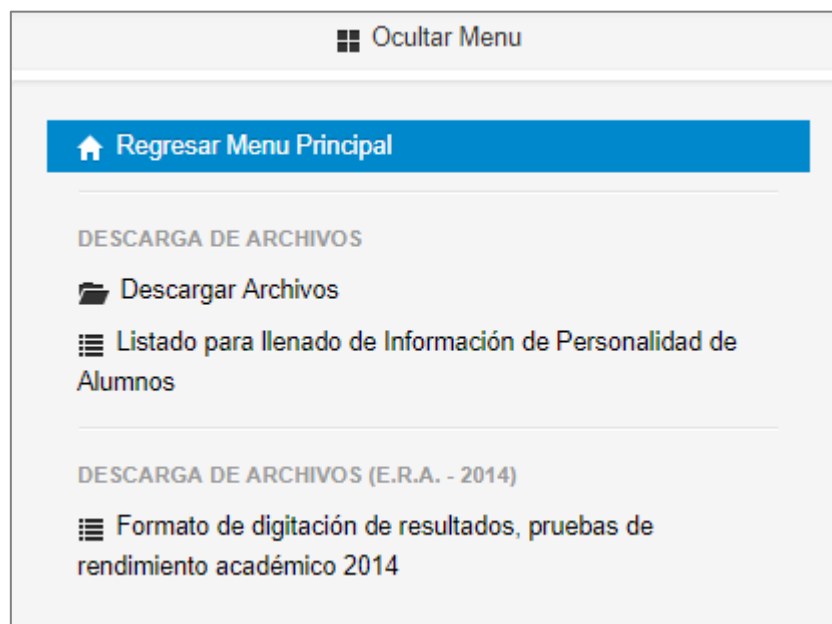 Ocultar Menu
Regresar Menu Principal
DESCARGA DE ARCHIVOS
Descargar Archivos
Listado para llenado de Información de Personalidad de
Alumnos
DESCARGA DE ARCHIVOS (E.R.A. - 2014)
Formato de digitación de resultados, pruebas de
rendimiento académico 2014